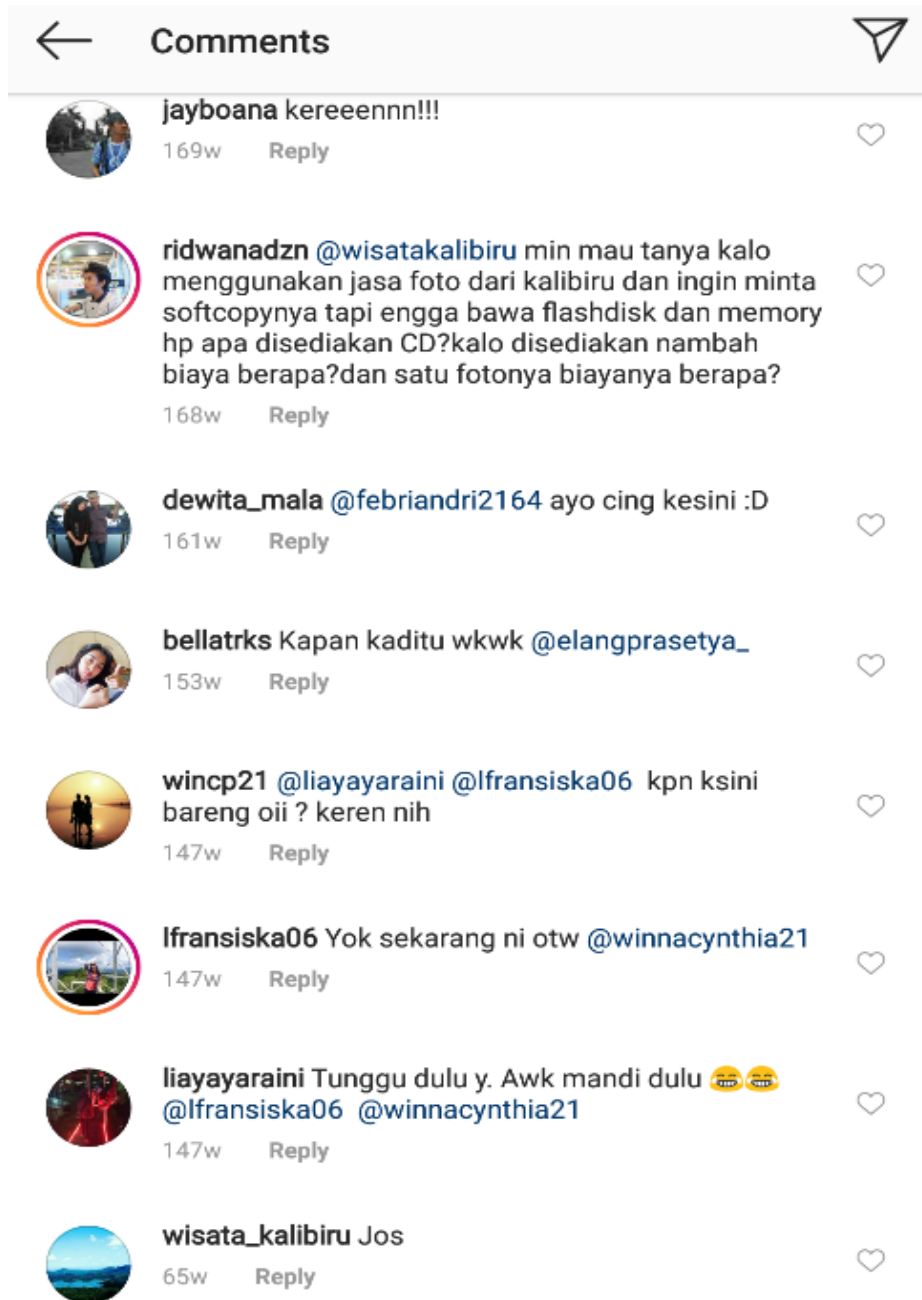 Comments
jayboana kereeennn!!!
169w Reply
ridwanadzn @wisatakalibiru min mau tanya kalo
menggunakan jasa foto dari kalibiru dan ingin minta
softcopynya tapi engga bawa flashdisk dan memory
hp apa disediakan CD?kalo disediakan nambah
biaya berapa?dan satu fotonya biayanya berapa?
168w Reply
dewita_mala @febriandri2164 ayo cing kesini :D
161w Reply
bellatrks Kapan kaditu wkwk @elangprasetya_
153w Reply
wincp21 @liayayaraini @lfransiska06 kpn ksini
bareng oii ? keren nih
147w Reply
lfransiska06 Yok sekarang ni otw @winnacynthia21
147w Reply
liayayaraini Tunggu dulu y. Awk mandi dulu 😂😂
@lfransiska06 @winnacynthia21
147w Reply
wisata_kalibiru Jos
65w Reply